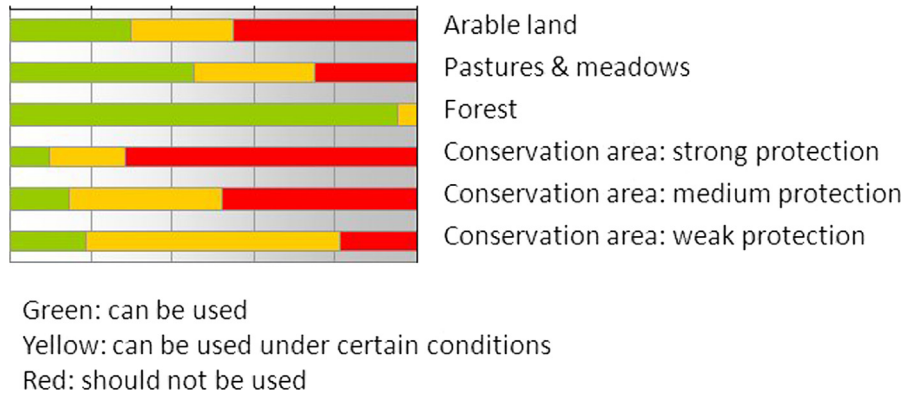 Arable land
Pastures & meadows
Forest
Conservation area: strong protection
Conservation area: medium protection
Conservation area: weak protection
Green: can be used
Yellow: can be used under certain conditions
Red: should not be used